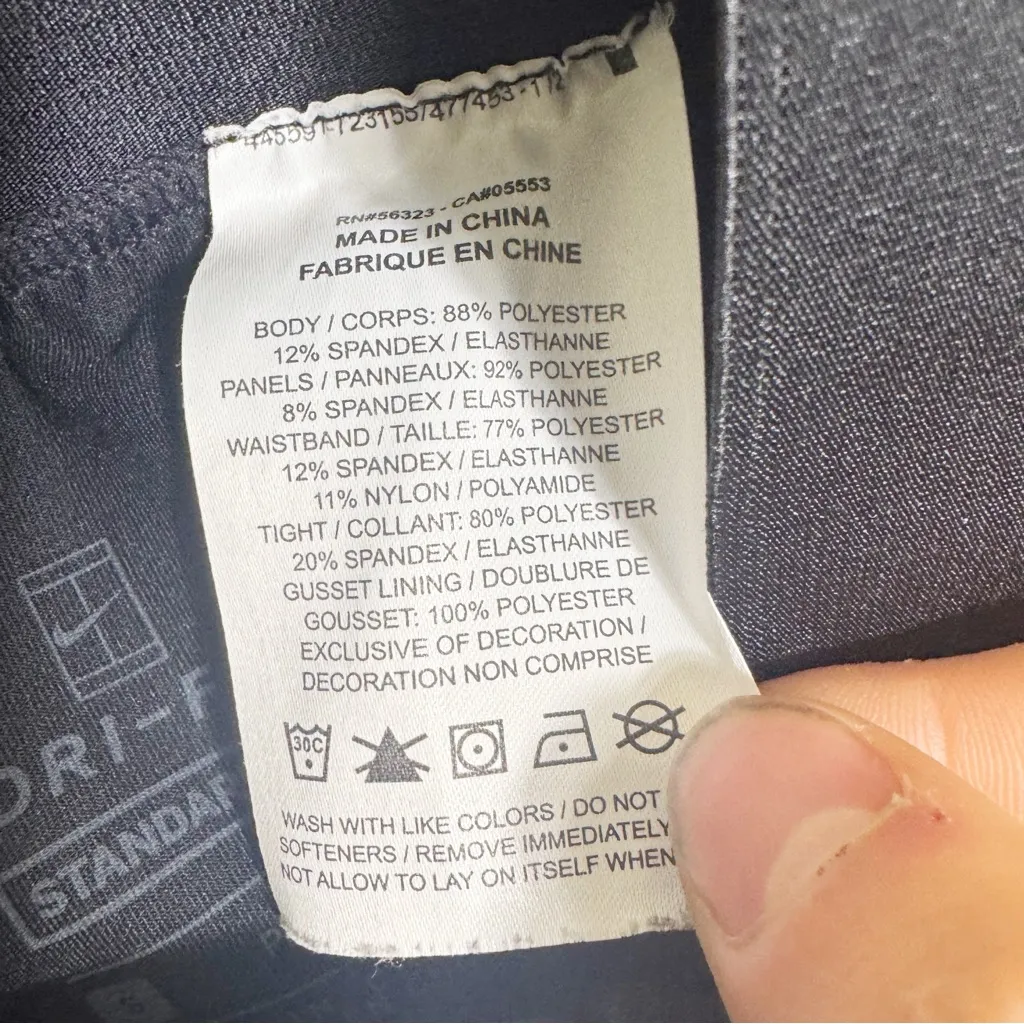 RN#56323 - CA#05553
MADE IN CHINA
FABRIQUE EN CHINE
BODY / CORPS: 88% POLYESTER
12% SPANDEX / ELASTHANNE
PANELS / PANNEAUX: 92% POLYESTER
8% SPANDEX / ELASTHANNE
WAISTBAND / TAILLE: 77% POLYESTER
12% SPANDEX / ELASTHANNE
11% NYLON / POLYAMIDE
TIGHT / COLLANT: 80% POLYESTER
20% SPANDEX / ELASTHANNE
GUSSET LINING / DOUBLURE DE
GOUSSET: 100% POLYESTER
EXCLUSIVE OF DECORATION /
DECORATION NON COMPRISE
30C
WASH WITH LIKE COLORS / DO NOT
SOFTENERS / REMOVE IMMEDIATELY
NOT ALLOW TO LAY ON ITSELF WHEN
DRI-F
STANDAR